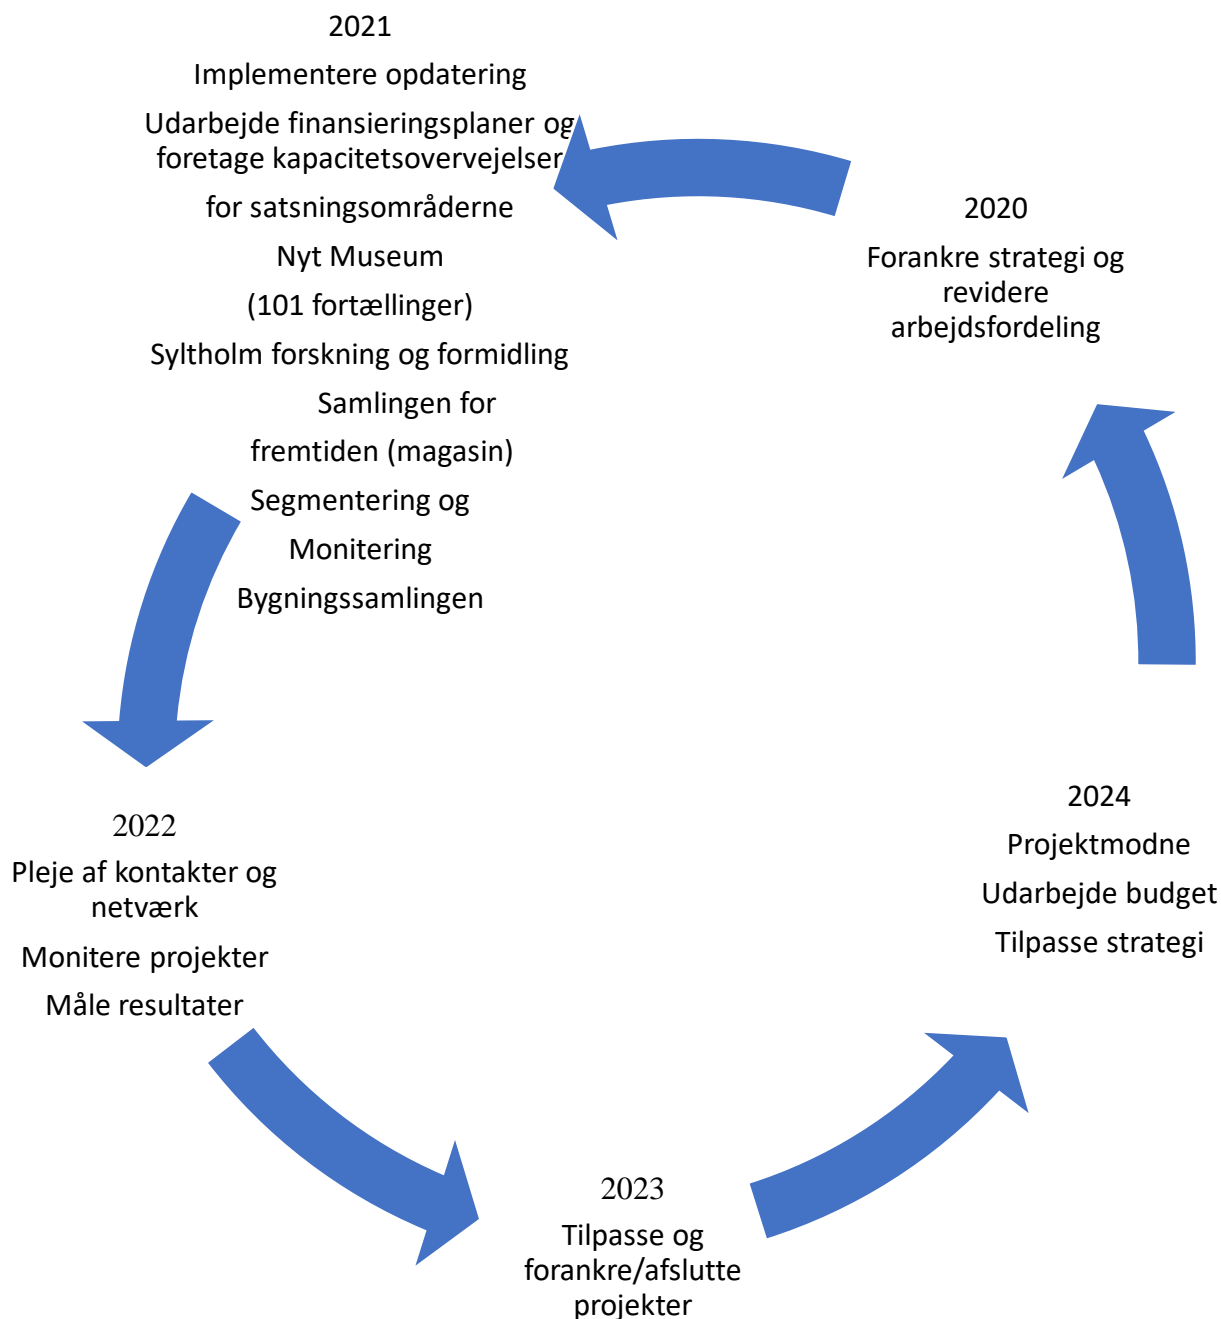 2021
Implementere opdatering
Udarbejde finansieringsplaner og
foretage kapacitetsovervejelser
for satsningsområderne
Nyt Museum
(101 fortællinger)
Syltholm forskning og formidling
Samlingen for
fremtiden (magasin)
Segmentering og
Monitering
Bygningssamlingen
2020
Forankre strategi og
revidere
arbejdsfordeling
2022
Pleje af kontakter og
netværk
Monitere projekter
Måle resultater
2023
Tilpasse og
forankre/afslutte
projekter
2024
Projektmodne
Udarbejde budget
Tilpasse strategi